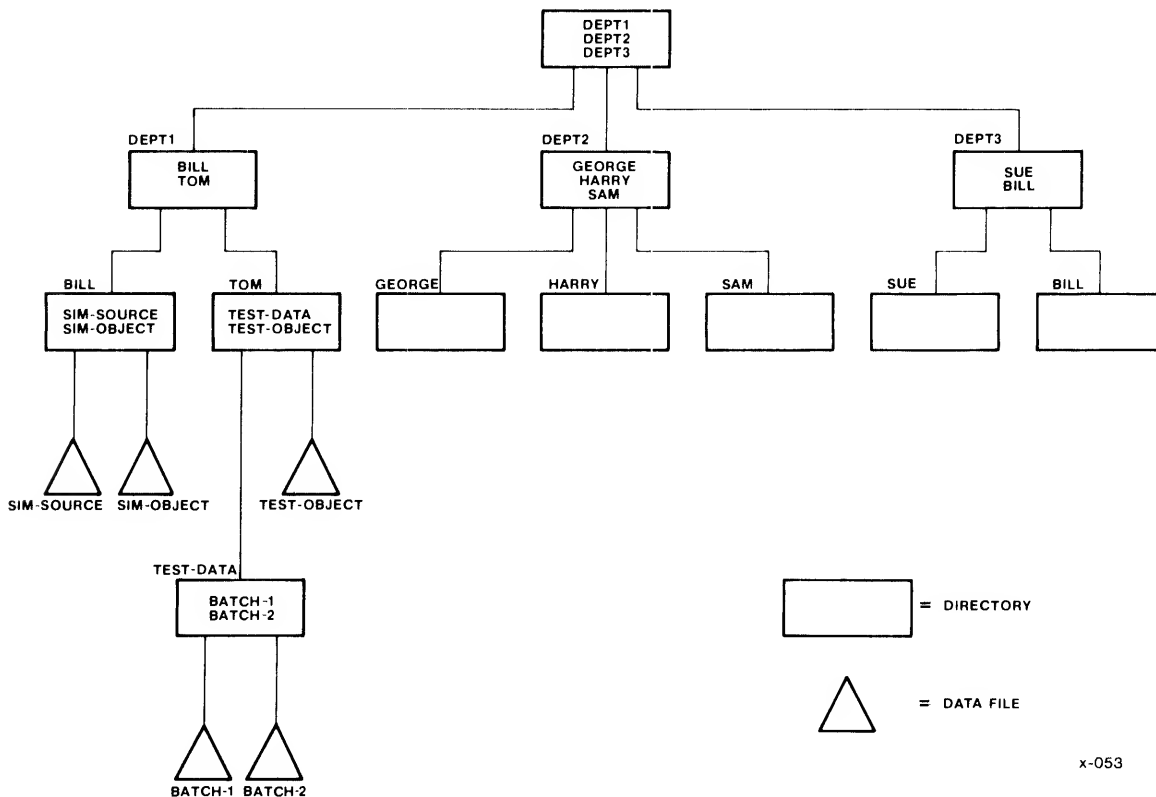 DEPT1
DEPT2
DEPT3
DEPT1
BILL
TOM
DEPT2
GEORGE
HARRY
SAM
DEPT3
SUE
BILL
BILL
SIM-SOURCE
SIM-OBJECT
TOM
TEST-DATA
TEST-OBJECT
GEORGE
HARRY
SAM
SUE
BILL
SIM-SOURCE
SIM-OBJECT
TEST-OBJECT
TEST-DATA
BATCH-1
BATCH-2
BATCH-1
BATCH-2
= DIRECTORY
= DATA FILE
x-053